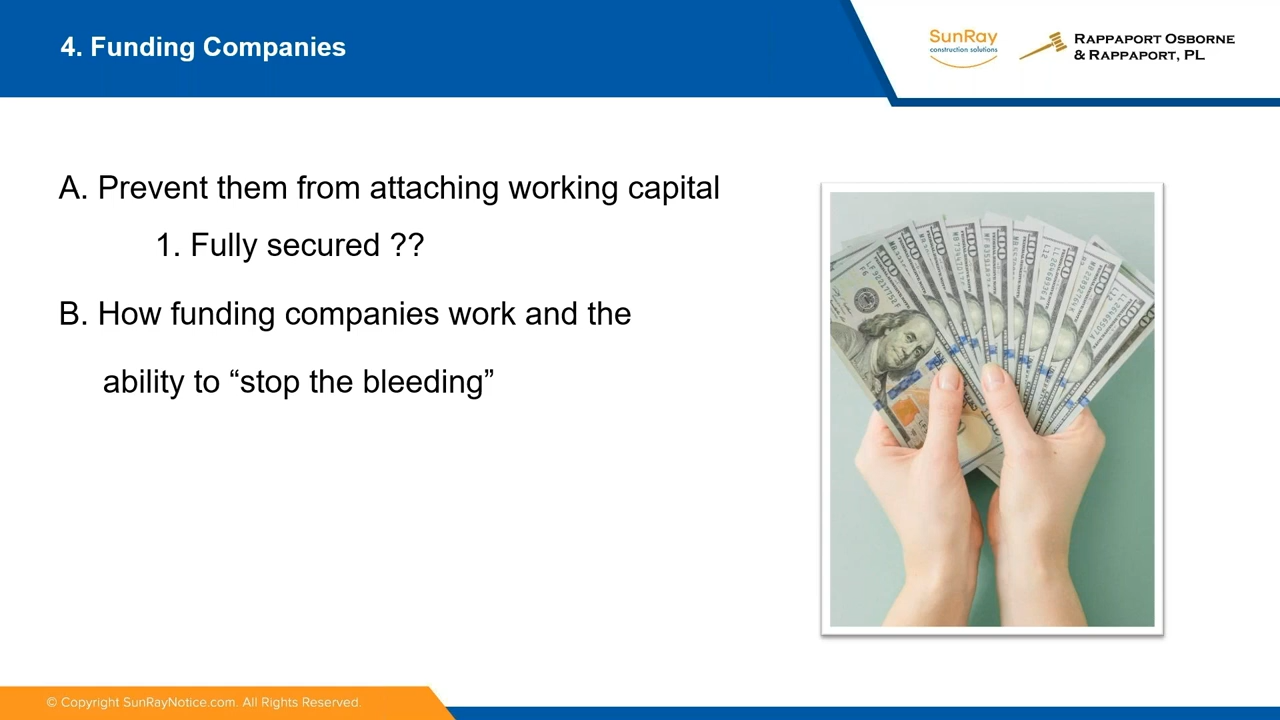 4. Funding Companies
SunRay
construction solutions
RAPPAPORT OSBORNE
& RAPPAPORT, PL
A. Prevent them from attaching working capital
1. Fully secured ??
B. How funding companies work and the
ability to “stop the bleeding”
© Copyright SunRayNotice.com. All Rights Reserved.